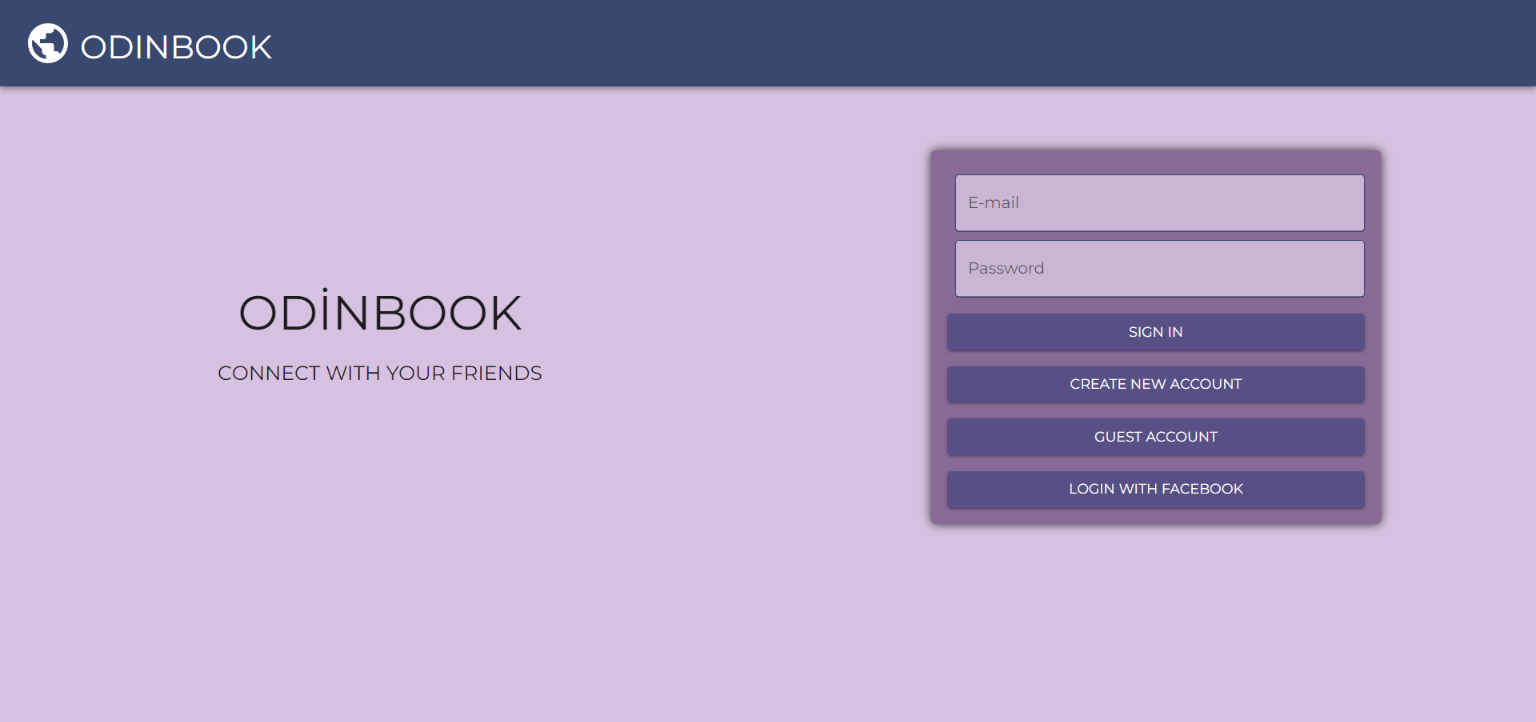 ODINBOOK
ODİNBOOK
CONNECT WITH YOUR FRIENDS
E-mail
Password
SIGN IN
CREATE NEW ACCOUNT
GUEST ACCOUNT
LOGIN WITH FACEBOOK